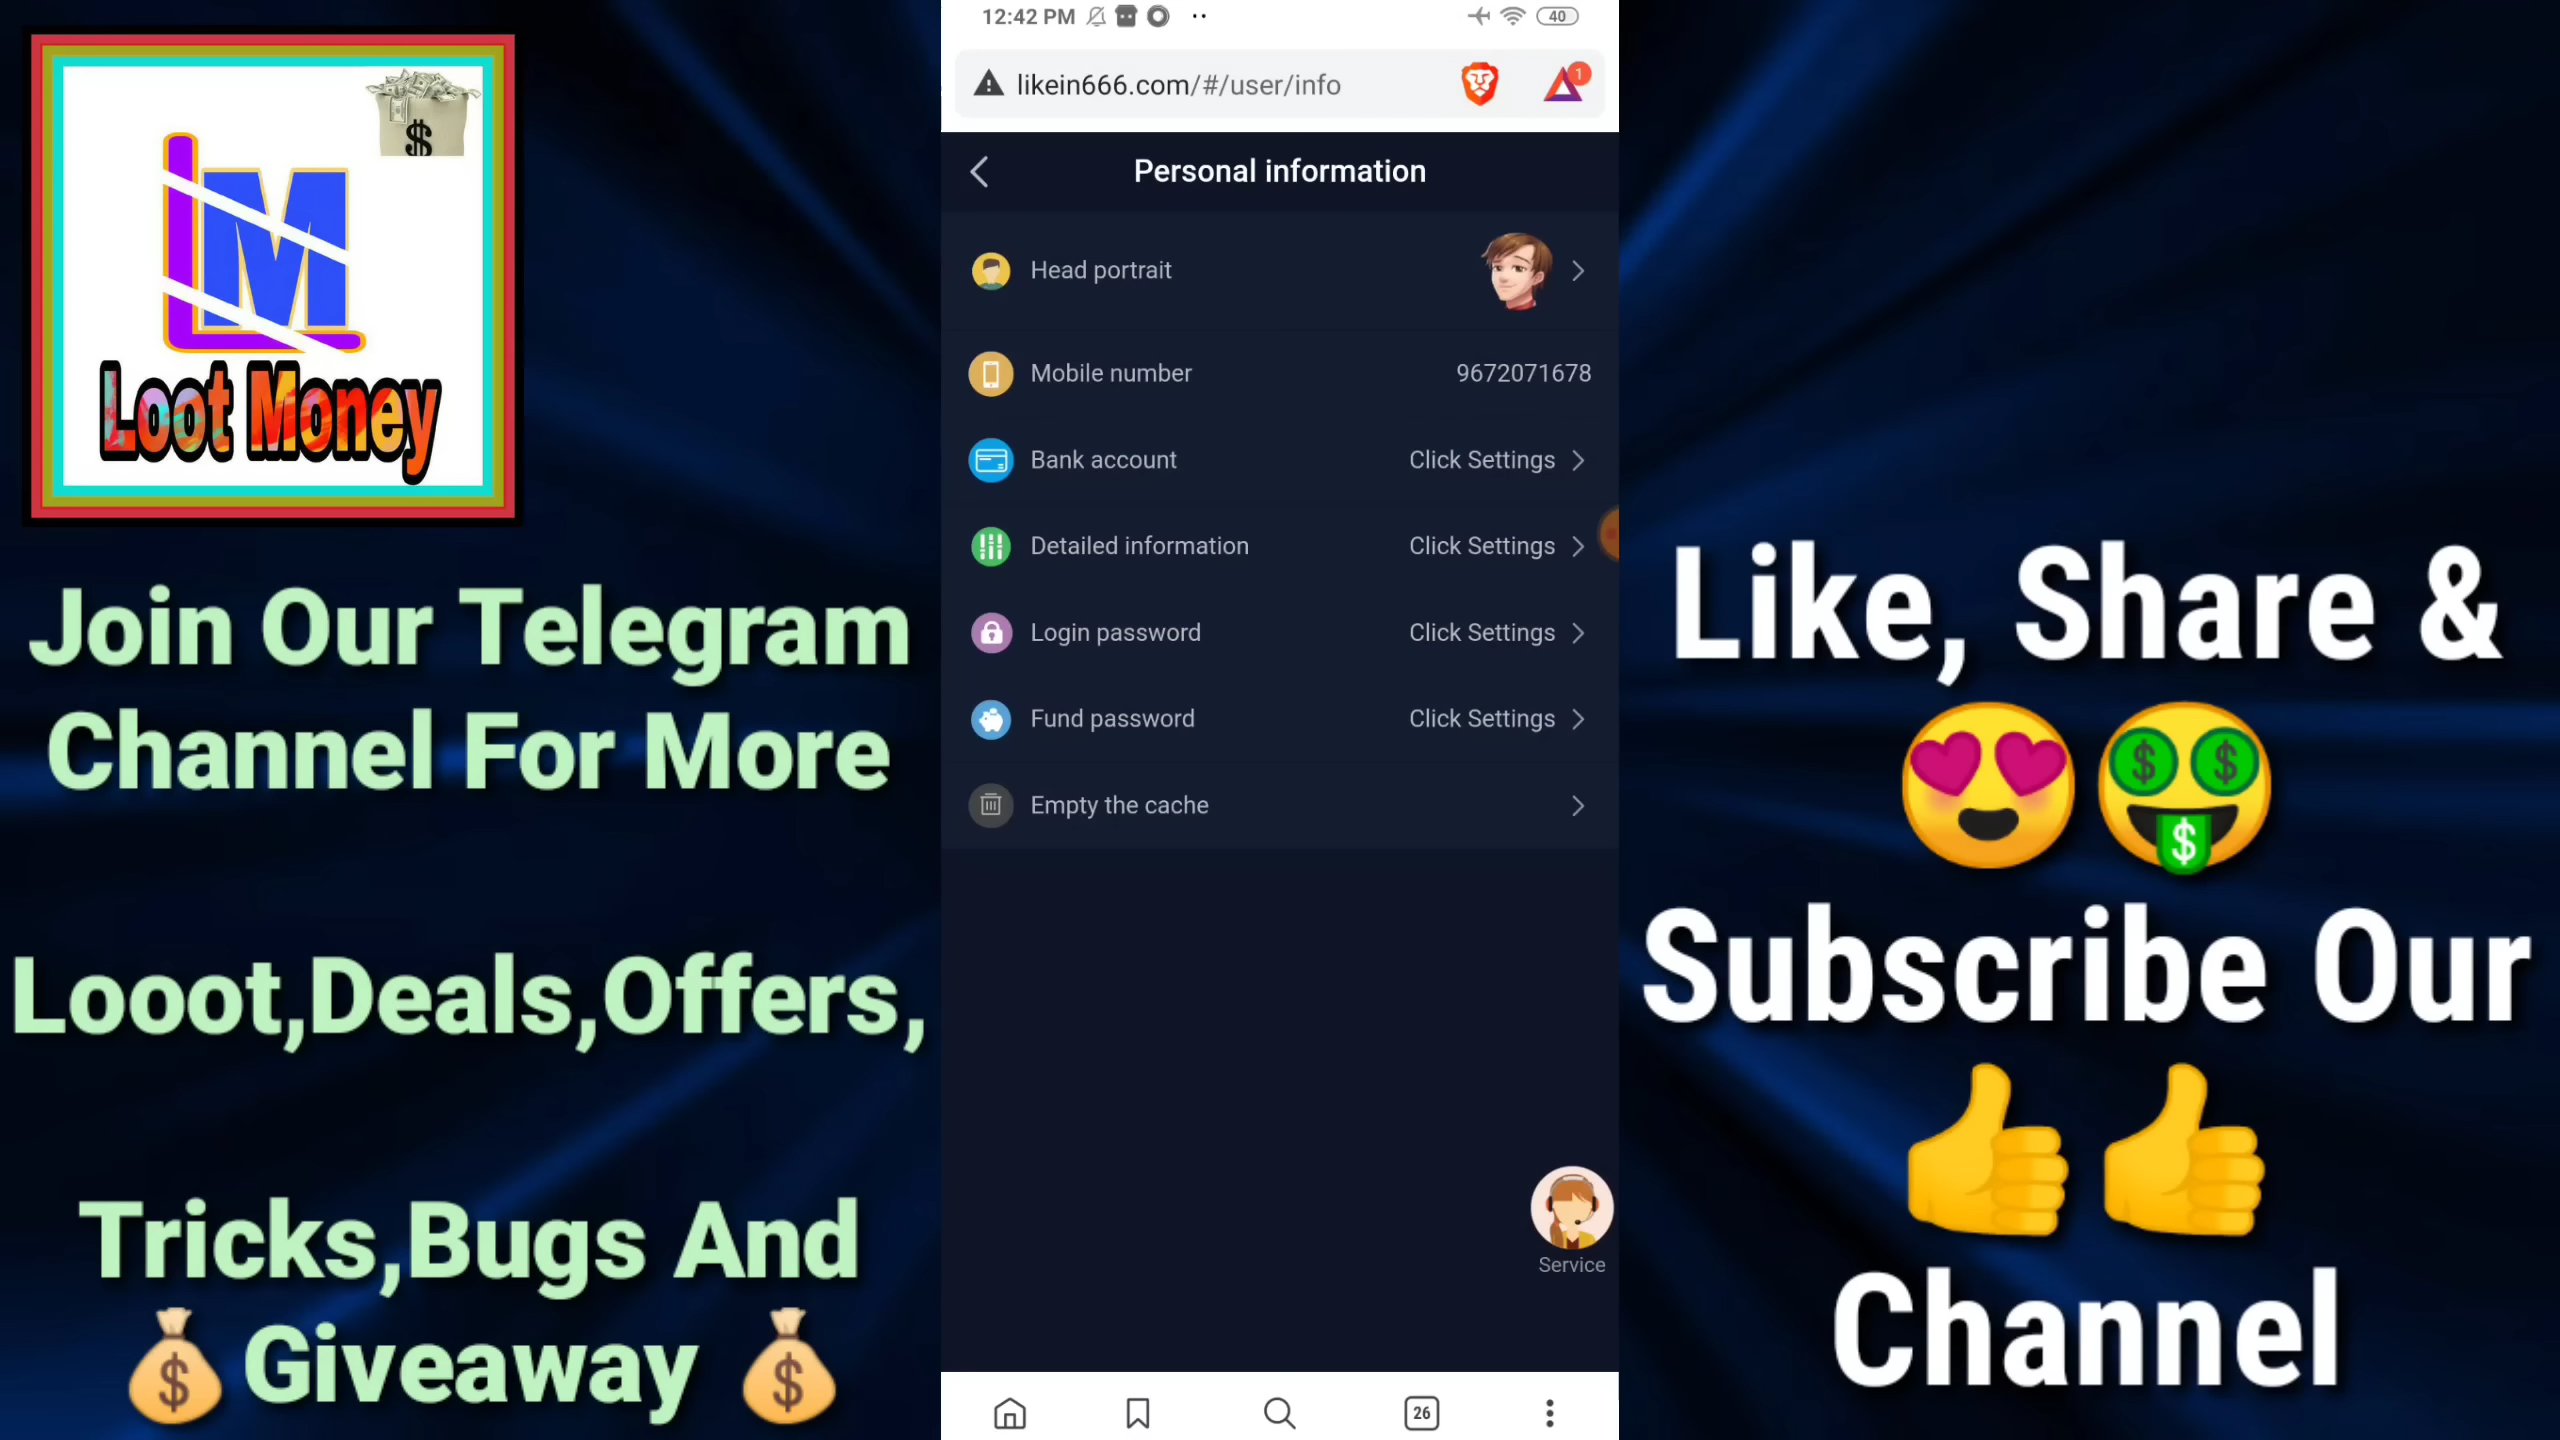 Loot Money
Join Our Telegram
Channel For More
Looot,Deals,Offers,
Tricks,Bugs And
Giveaway
12:42 PM
40
likein666.com/#/user/info
1
Personal information
Head portrait
Mobile number 9672071678
Bank account Click Settings
Detailed information Click Settings
Login password Click Settings
Fund password Click Settings
Empty the cache
Service
26
Like, Share &
Subscribe Our
Channel